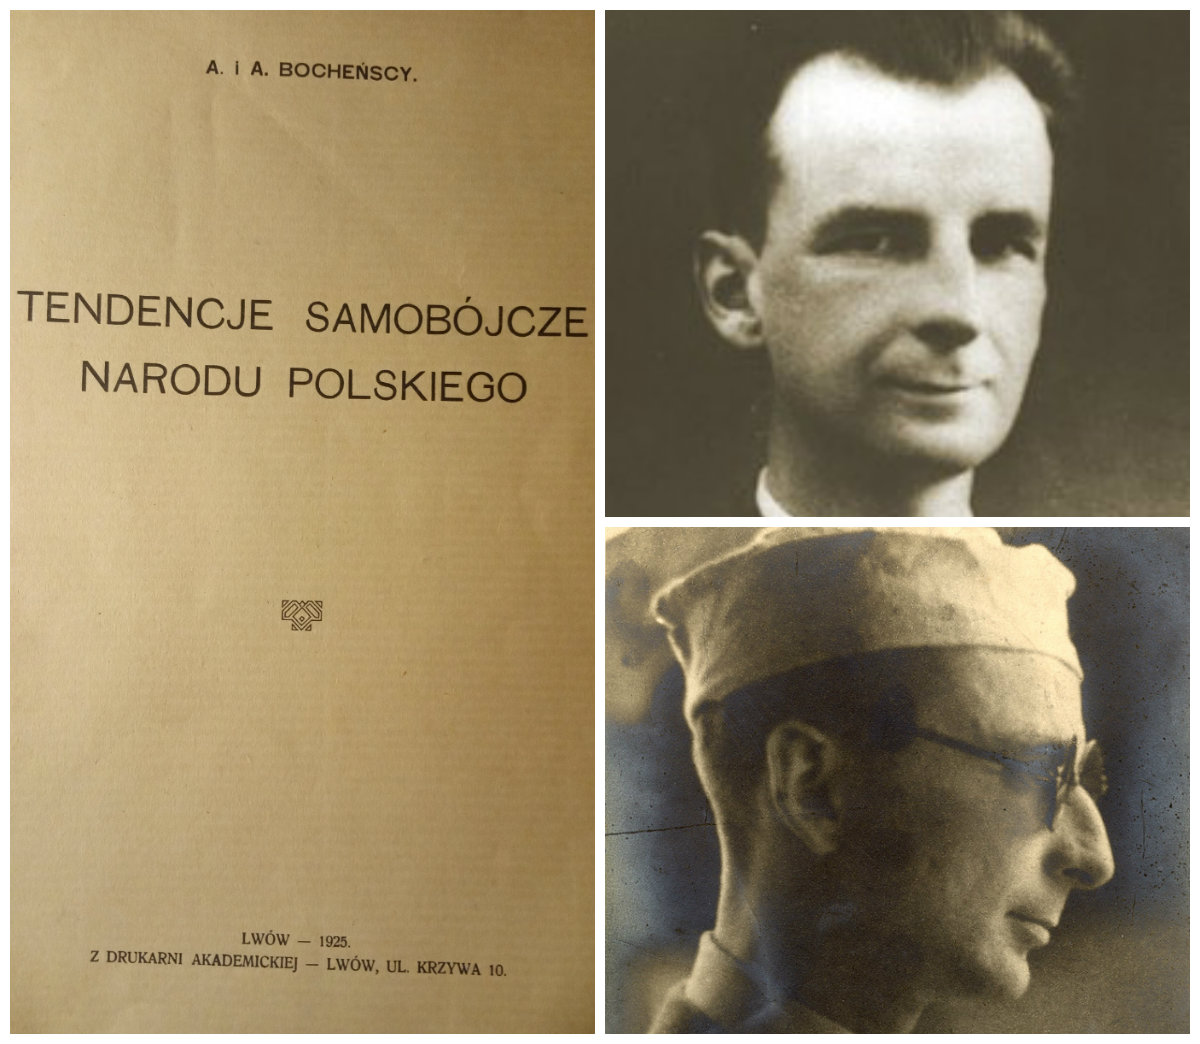 A. i A. BOCHEŃSCY.
TENDENCJE SAMOBÓJCZE
NARODU POLSKIEGO
LWÓW — 1925.
Z DRUKARNI AKADEMICKIEJ — LWÓW, UL. KRZYWA 10.